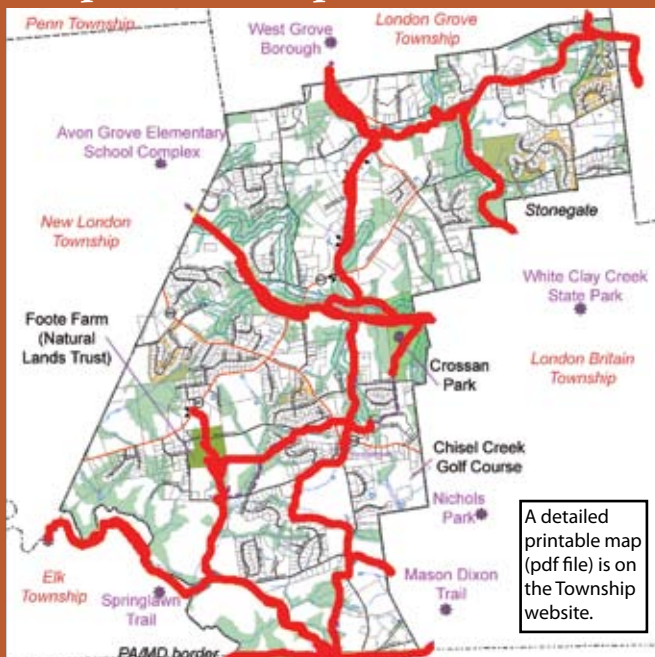 Penn Township
West Grove
Borough
London Grove
Township
Avon Grove Elementary
School Complex
New London
Township
Stonegate
White Clay Creek
State Park
Foote Farm
(Natural
Lands Trust)
London Britain
Township
Crossan
Park
Chisel Creek
Golf Course
Nichols
Park
A detailed
printable map
(pdf file) is on
the Township
website.
Elk
Township
Springlawn
Trail
Mason Dixon
Trail
PA/MD border